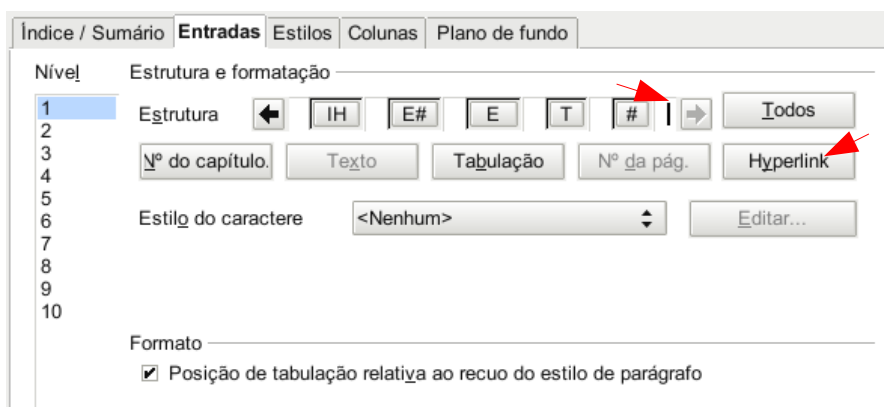 Índice / Sumário Entradas Estilos Colunas Plano de fundo
Nível Estrutura e formatação
1
Estrutura IH E# E T # Todos
2
3
Nº do capítulo. Texto Tabulação Nº da pág. Hyperlink
4
5
6 Estilo do caractere <Nenhum> Editar...
7
8
9
10
Formato
Posição de tabulação relativa ao recuo do estilo de parágrafo